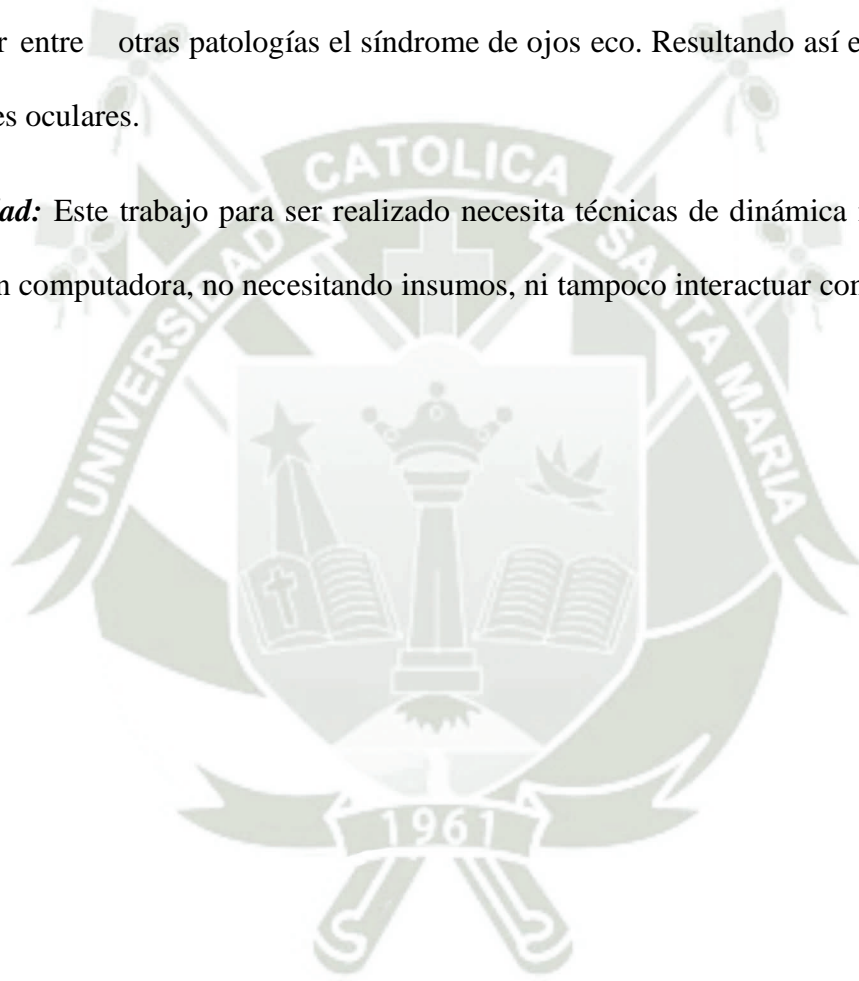 r entre otras patologías el síndrome de ojos eco. Resultando así e
es oculares.
CATOLICA
dad: Este trabajo para ser realizado necesita técnicas de dinámica
n computadora, no necesitando insumos, ni tampoco interactuar con
UNIVERSIDAD
SANTA MARIA
1961